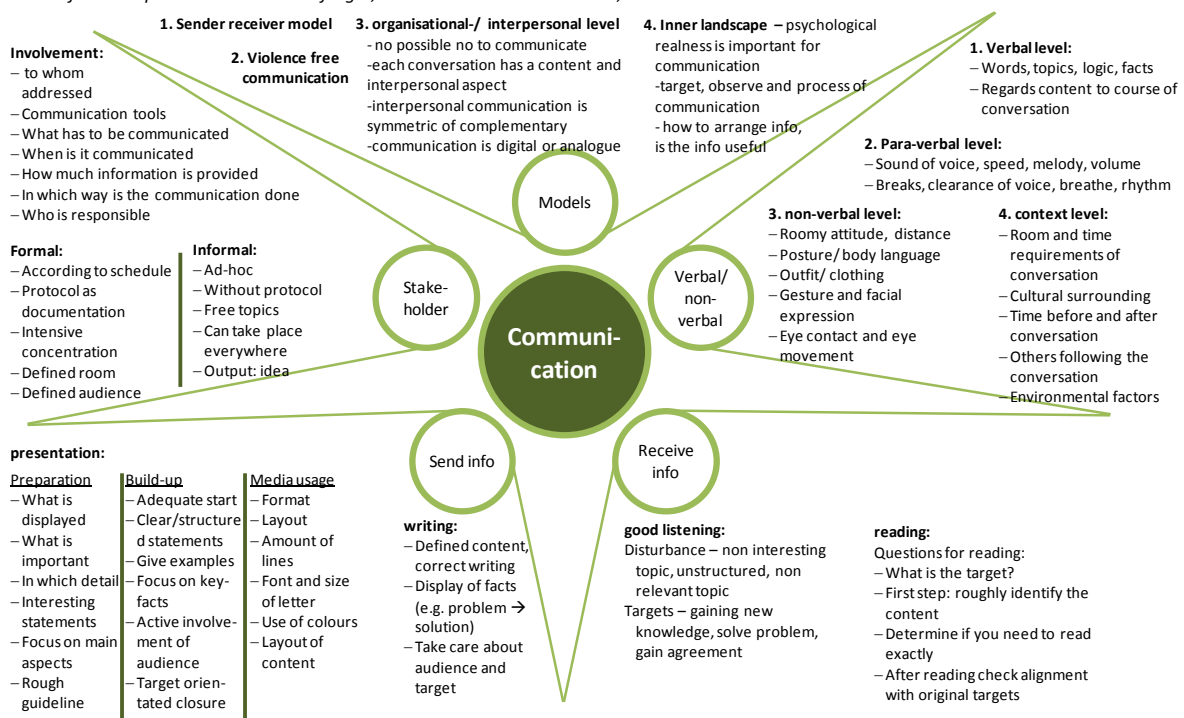 1. Sender receiver model
2. Violence free
communication
3. organisational-/ interpersonal level
- no possible no to communicate
-each conversation has a content and
interpersonal aspect
-interpersonal communication is
symmetric of complementary
-communication is digital or analogue
4. Inner landscape – psychological
realness is important for
communication
-target, observe and process of
communication
- how to arrange info,
is the info useful
Models
Involvement:
– to whom
addressed
– Communication tools
– What has to be communicated
– When is it communicated
– How much information is provided
– In which way is the communication done
– Who is responsible
Formal:
– According to schedule
– Protocol as
documentation
– Intensive
concentration
– Defined room
– Defined audience
Informal:
– Ad-hoc
– Without protocol
– Free topics
– Can take place
everywhere
– Output: idea
Stake-
holder
1. Verbal level:
– Words, topics, logic, facts
– Regards content to course of
conversation
2. Para-verbal level:
– Sound of voice, speed, melody, volume
– Breaks, clearance of voice, breathe, rhythm
3. non-verbal level:
– Roomy attitude, distance
– Posture/ body language
– Outfit/ clothing
– Gesture and facial
expression
– Eye contact and eye
movement
4. context level:
– Room and time
requirements of
conversation
– Cultural surrounding
– Time before and after
conversation
– Others following the
conversation
– Environmental factors
Verbal/
non-
verbal
Communi-
cation
Send info
Receive
info
presentation:
Preparation
– What is
displayed
– What is
important
– In which detail
– Interesting
statements
– Focus on main
aspects
– Rough
guideline
Build-up
– Adequate start
– Clear/structure
d statements
– Give examples
– Focus on key-
facts
– Active involve-
ment of
audience
– Target orien-
tated closure
Media usage
– Format
– Layout
– Amount of
lines
– Font and size
of letter
– Use of colours
– Layout of
content
writing:
– Defined content,
correct writing
– Display of facts
(e.g. problem →
solution)
– Take care about
audience and
target
good listening:
Disturbance – non interesting
topic, unstructured, non
relevant topic
Targets – gaining new
knowledge, solve problem,
gain agreement
reading:
Questions for reading:
– What is the target?
– First step: roughly identify the
content
– Determine if you need to read
exactly
– After reading check alignment
with original targets